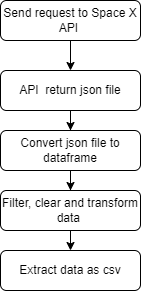 Send request to Space X
API
API  return json file
Convert json file to
dataframe
Filter, clear and transform
data
Extract data as csv